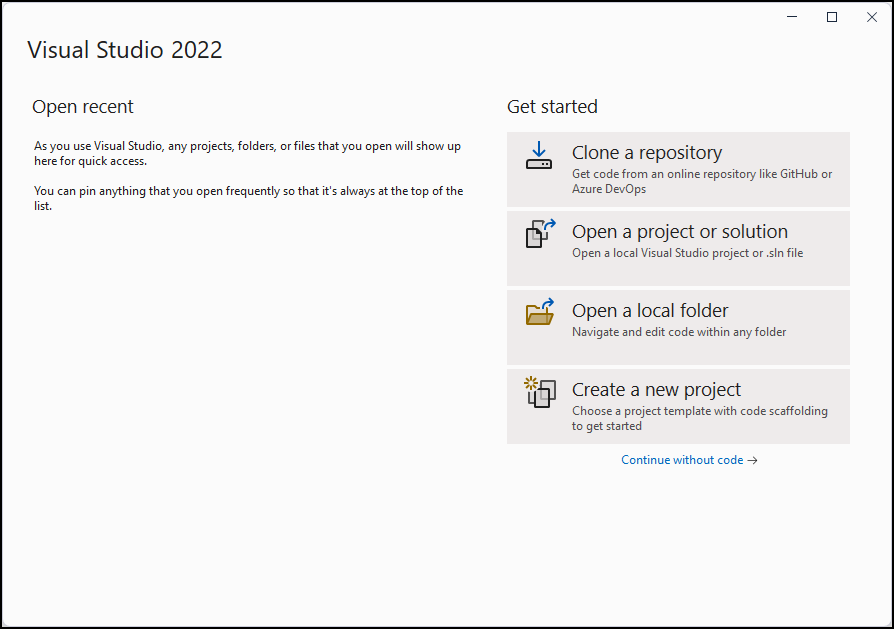 Visual Studio 2022
Open recent
As you use Visual Studio, any projects, folders, or files that you open will show up
here for quick access.
You can pin anything that you open frequently so that it's always at the top of the
list.
Get started
Clone a repository
Get code from an online repository like GitHub or
Azure DevOps
Open a project or solution
Open a local Visual Studio project or .sln file
Open a local folder
Navigate and edit code within any folder
Create a new project
Choose a project template with code scaffolding
to get started
Continue without code →